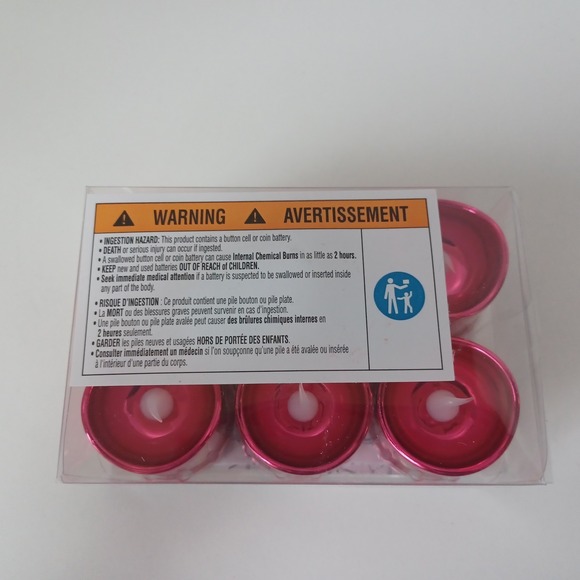 WARNING AVERTISSEMENT
• INGESTION HAZARD: This product contains a button cell or coin battery.
• DEATH or serious injury can occur if ingested.
• A swallowed button cell or coin battery can cause Internal Chemical Burns in as little as 2 hours.
• KEEP new and used batteries OUT OF REACH of CHILDREN.
• Seek immediate medical attention if a battery is suspected to be swallowed or inserted inside
any part of the body.
• RISQUE D'INGESTION : Ce produit contient une pile bouton ou pile plate.
• La MORT ou des blessures graves peuvent survenir en cas d'ingestion.
• Une pile bouton ou pile plate avalée peut causer des brûlures chimiques internes en
2 heures seulement.
• GARDER les piles neuves et usagées HORS DE PORTÉE DES ENFANTS.
• Consulter immédiatement un médecin si l'on soupçonne qu'une pile a été avalée ou insérée
à l'intérieur d'une partie du corps.